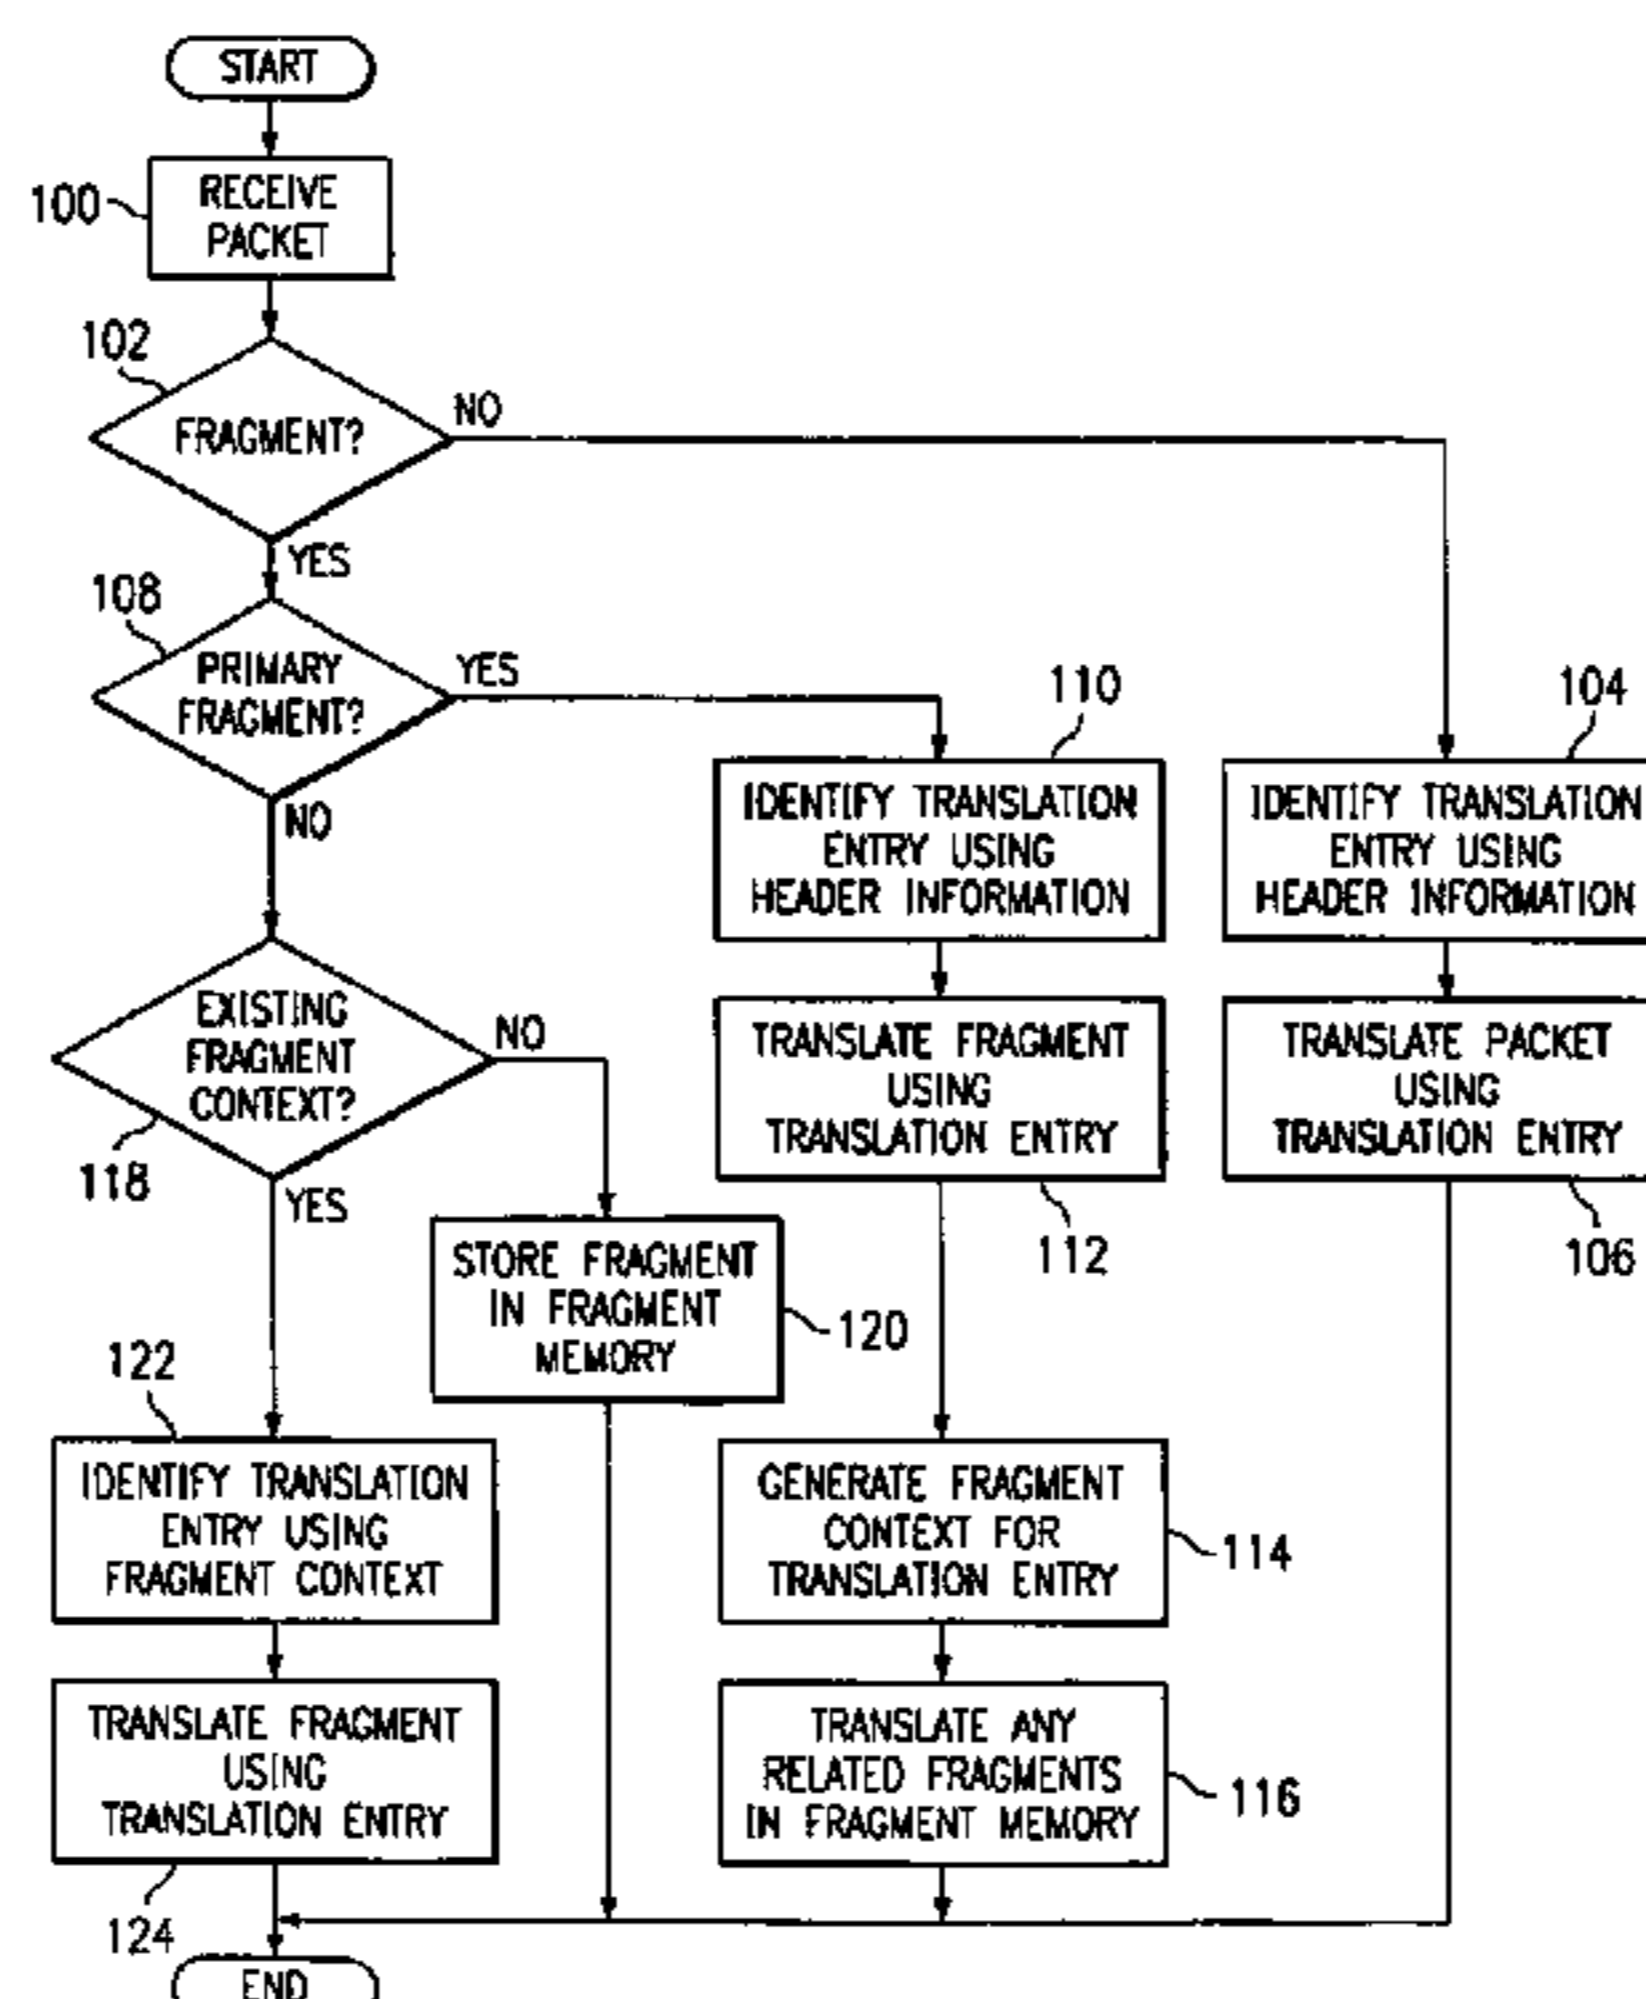 START
100
RECEIVE
PACKET
102
FRAGMENT?
NO
YES
108
PRIMARY
FRAGMENT?
YES
NO
110
IDENTIFY TRANSLATION
ENTRY USING
HEADER INFORMATION
104
IDENTIFY TRANSLATION
ENTRY USING
HEADER INFORMATION
EXISTING
FRAGMENT
CONTEXT?
118
NO
YES
TRANSLATE FRAGMENT
USING
TRANSLATION ENTRY
112
TRANSLATE PACKET
USING
TRANSLATION ENTRY
106
STORE FRAGMENT
IN FRAGMENT
MEMORY
120
122
IDENTIFY TRANSLATION
ENTRY USING
FRAGMENT CONTEXT
GENERATE FRAGMENT
CONTEXT FOR
TRANSLATION ENTRY
114
TRANSLATE FRAGMENT
USING
TRANSLATION ENTRY
124
TRANSLATE ANY
RELATED FRAGMENTS
IN FRAGMENT MEMORY
116
END